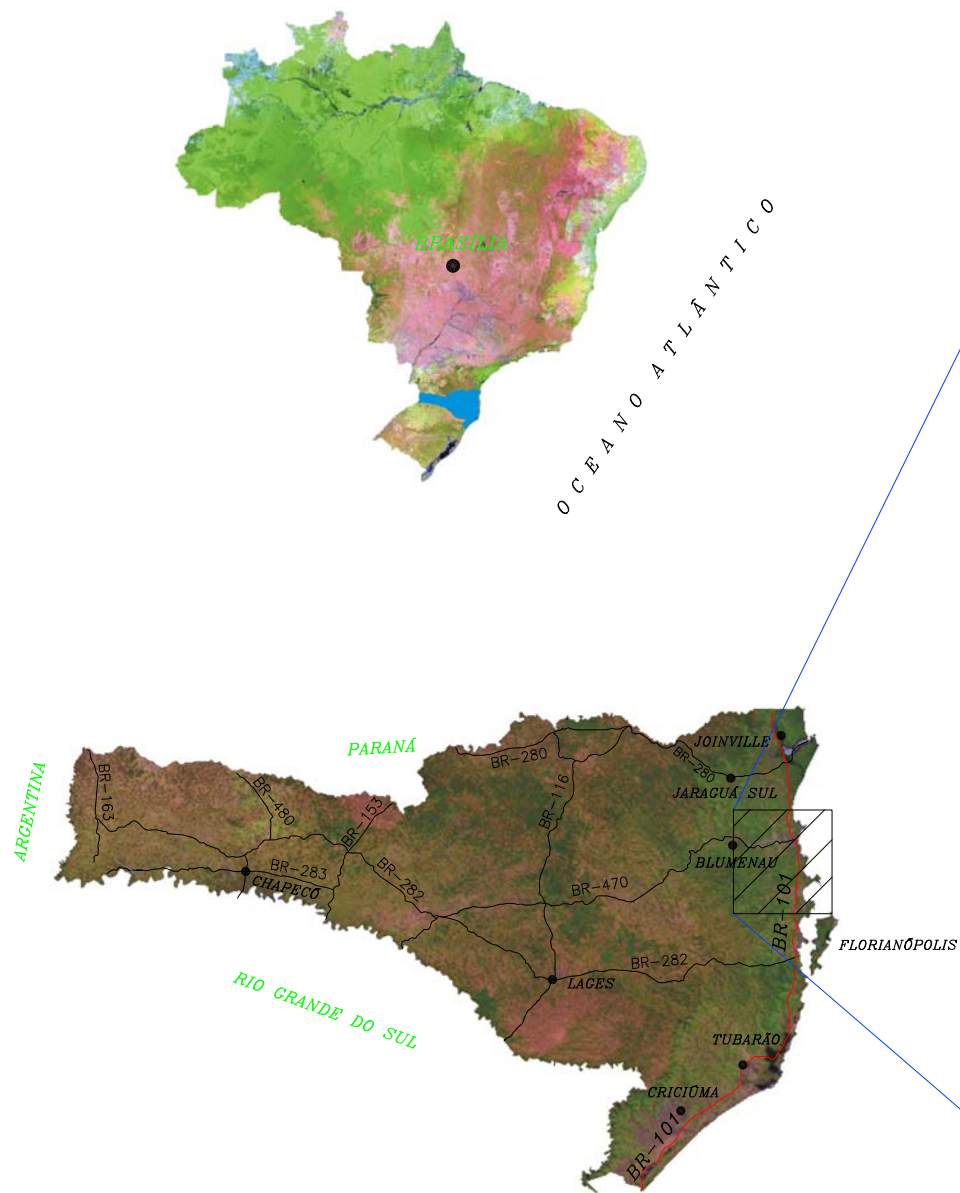 BRASÍLIA
OCEANO ATLÂNTICO
JOINVILLE
PARANÁ
BR-280
BR-280
JARAGUÁ SUL
ARGENTINA
BR-163
BR-480
BR-153
BR-116
BLUMENAU
BR-283
CHAPECÓ
BR-282
BR-470
BR-101
FLORIANÓPOLIS
BR-282
LAGES
RIO GRANDE DO SUL
TUBARÃO
CRICIÚMA
BR-101